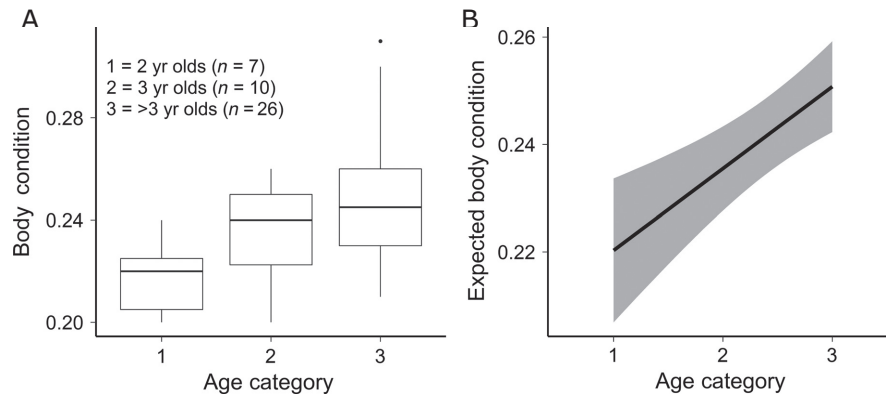 A
1 = 2 yr olds (n = 7)
2 = 3 yr olds (n = 10)
3 = >3 yr olds (n = 26)
Body condition
0.28
0.24
0.20
1 2 3
Age category
B
Expected body condition
0.26
0.24
0.22
1 2 3
Age category